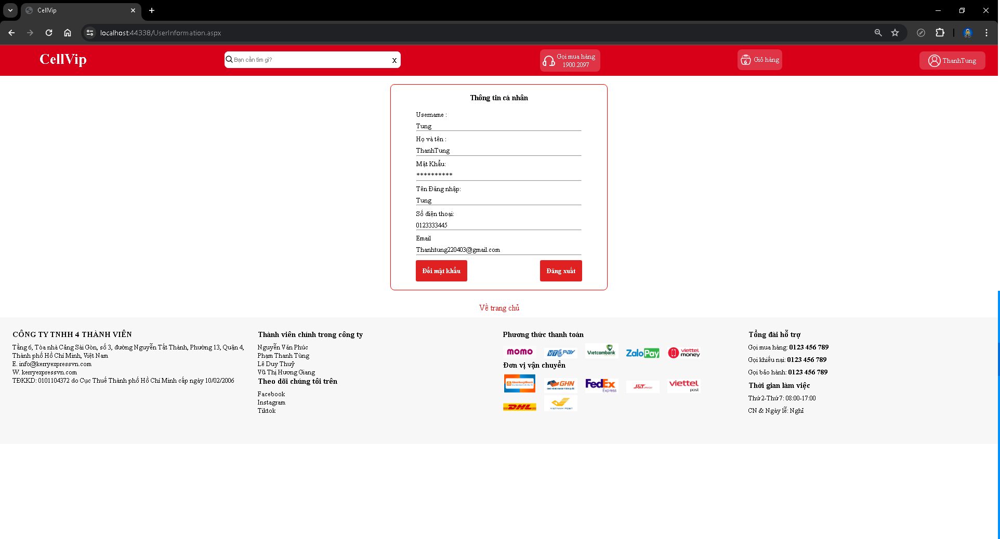 CellVip
localhost:44338/UserInformation.aspx
CellVip
Bạn cần tìm gì?
X
Gọi mua hàng
1900.2097
6
Giỏ hàng
ThanhTung
Thông tin cá nhân
Username :
Tung
Họ và tên :
ThanhTung
Mật Khẩu:
**********
Tên Đăng nhập:
Tung
Số điện thoại:
0123333445
Email
Thanhtung220403@gmail.com
Đổi mật khẩu
Đăng xuất
Về trang chủ
CÔNG TY TNHH 4 THÀNH VIÊN
Tầng 6, Tòa nhà Cảng Sài Gòn, số 3, đường Nguyễn Tất Thành, Phường 13, Quận 4,
Thành phố Hồ Chí Minh, Việt Nam
E. info@kerryexpressvn.com
W. kerryexpressvn.com
TĐKKD: 0101104372 do Cục Thuế Thành phố Hồ Chí Minh cấp ngày 10/02/2006
Thành viên chính trong công ty
Nguyễn Văn Phúc
Phạm Thanh Tùng
Lê Duy Thuỷ
Vũ Thị Hương Giang
Theo dõi chúng tôi trên
Facebook
Instagram
Tiktok
Phương thức thanh toán
momo
VTC PAY
Vietcombank
ZaloPay
viettel money
Đơn vị vận chuyển
GiaoHangNhanh
GHN
FedEx Express
J&T
viettel post
DHL
VIETNAM POST
Tổng đài hỗ trợ
Gọi mua hàng: 0123 456 789
Gọi khiếu nại: 0123 456 789
Gọi bảo hành: 0123 456 789
Thời gian làm việc
Thứ 2-Thứ 7: 08:00-17:00
CN & Ngày lễ: Nghỉ